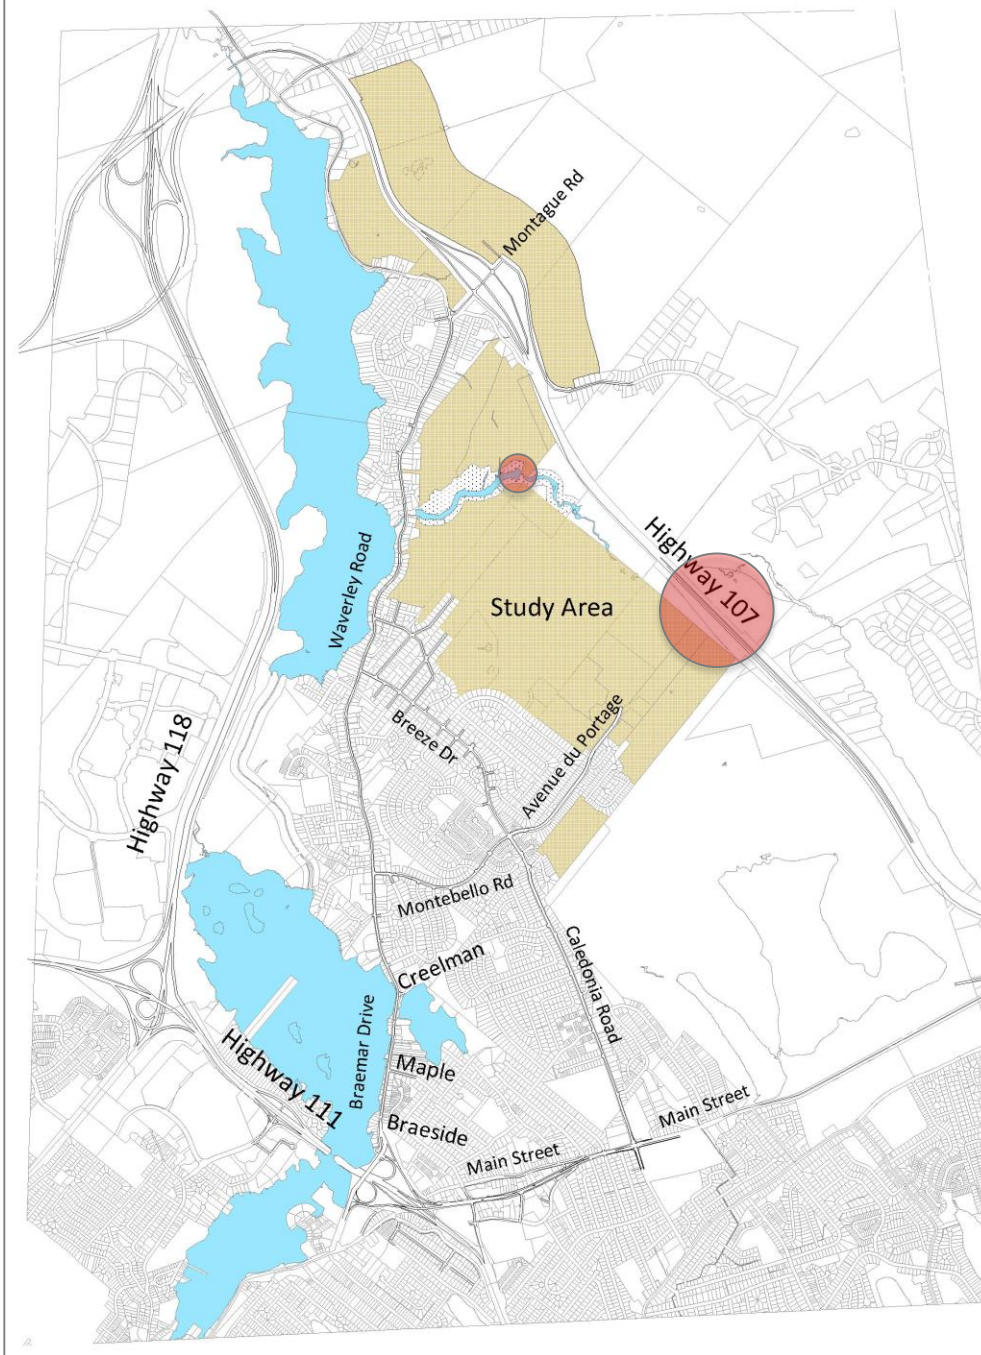 Montague Rd
Highway 107
Waverley Road
Study Area
Breeze Dr
Avenue du Portage
Highway 118
Montebello Rd
Creelman
Caledonia Road
Braemar Drive
Highway 111
Maple
Main Street
Braeside
Main Street